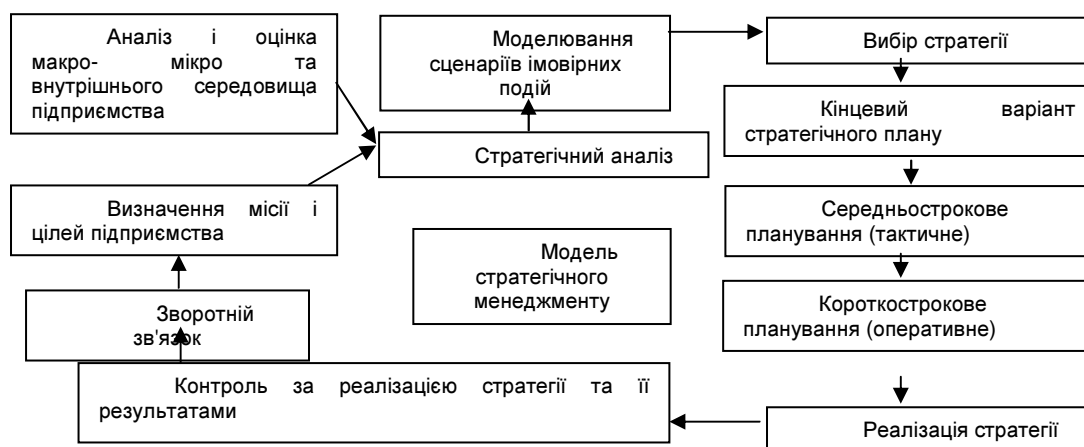 Аналіз і оцінка
макро- мікро та
внутрішнього середовища
підприємства
Моделювання
сценаріїв імовірних
подій
Вибір стратегії
Кінцевий варіант
стратегічного плану
Стратегічний аналіз
Визначення місії і
цілей підприємства
Середньострокове
планування (тактичне)
Модель
стратегічного
менеджменту
Зворотній
зв'язок
Короткострокове
планування (оперативне)
Контроль за реалізацією стратегії та її
результатами
Реалізація стратегії